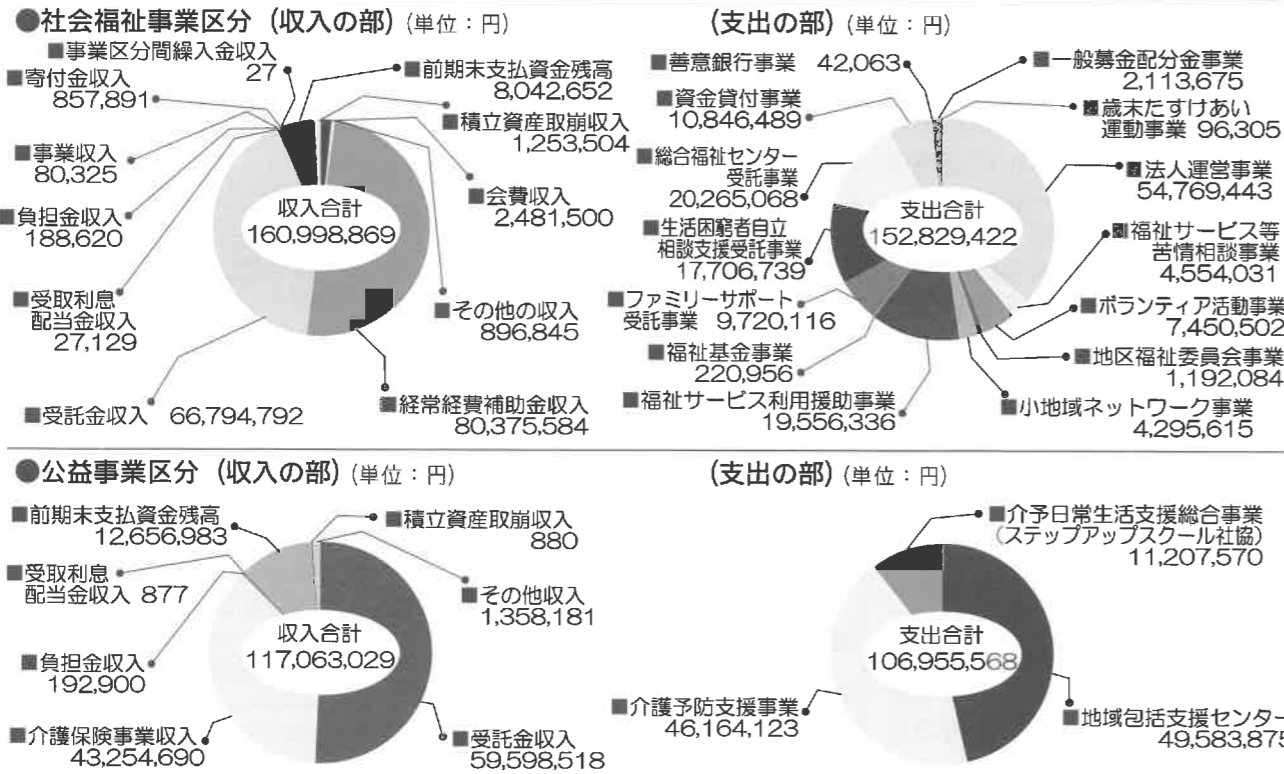 ●社会福祉事業区分（収入の部）（単位：円）
■事業区分間繰入金収入
27
■寄付金収入
857,891
■事業収入
80,325
■負担金収入
188,620
■受取利息
配当金収入
27,129
■受託金収入 66,794,792
■前期末支払資金残高
8,042,652
■積立資産取崩収入
1,253,504
■会費収入
2,481,500
■その他の収入
896,845
■経常経費補助金収入
80,375,584
収入合計
160,998,869
（支出の部）（単位：円）
■善意銀行事業 42,063
■資金貸付事業
10,846,489
■総合福祉センター
受託事業
20,265,068
■生活困窮者自立
相談支援受託事業
17,706,739
■ファミリーサポート
受託事業 9,720,116
■福祉基金事業
220,956
■福祉サービス利用援助事業
19,556,336
■一般募金配分金事業
2,113,675
■歳末たすけあい
運動事業 96,305
■法人運営事業
54,769,443
■福祉サービス等
苦情相談事業
4,554,031
■ボランティア活動事業
7,450,502
■地区福祉委員会事業
1,192,084
■小地域ネットワーク事業
4,295,615
支出合計
152,829,422
●公益事業区分（収入の部）（単位：円）
■前期末支払資金残高
12,656,983
■受取利息
配当金収入 877
■負担金収入
192,900
■介護保険事業収入
43,254,690
■積立資産取崩収入
880
■その他収入
1,358,181
■受託金収入
59,598,518
収入合計
117,063,029
（支出の部）（単位：円）
■介予日常生活支援総合事業
（ステップアップスクール社協）
11,207,570
■介護予防支援事業
46,164,123
■地域包括支援センター
49,583,875
支出合計
106,955,568